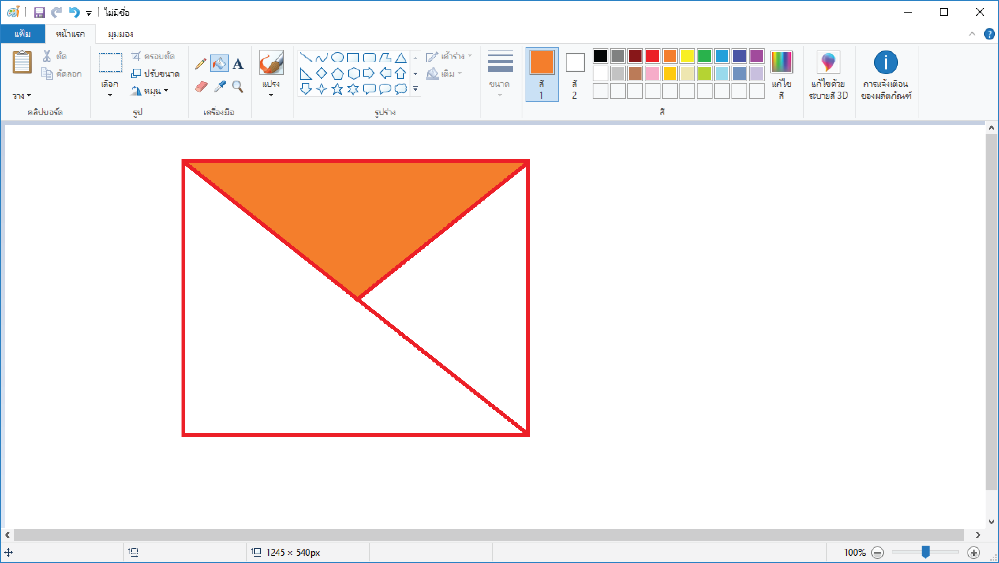 ไม่มีชื่อ
แฟ้ม หน้าแรก มุมมอง
วาง
ตัด
คัดลอก
คลิปบอร์ด
เลือก
ครอบตัด
ปรับขนาด
หมุน
รูป
A
เครื่องมือ
แปรง
เค้าร่าง
เติม
รูปร่าง
ขนาด
สี
1
สี
2
แก้ไข
สี
สี
แก้ไขด้วย
ระบายสี 3D
การแจ้งเตือน
ของผลิตภัณฑ์
1245 × 540px
100%